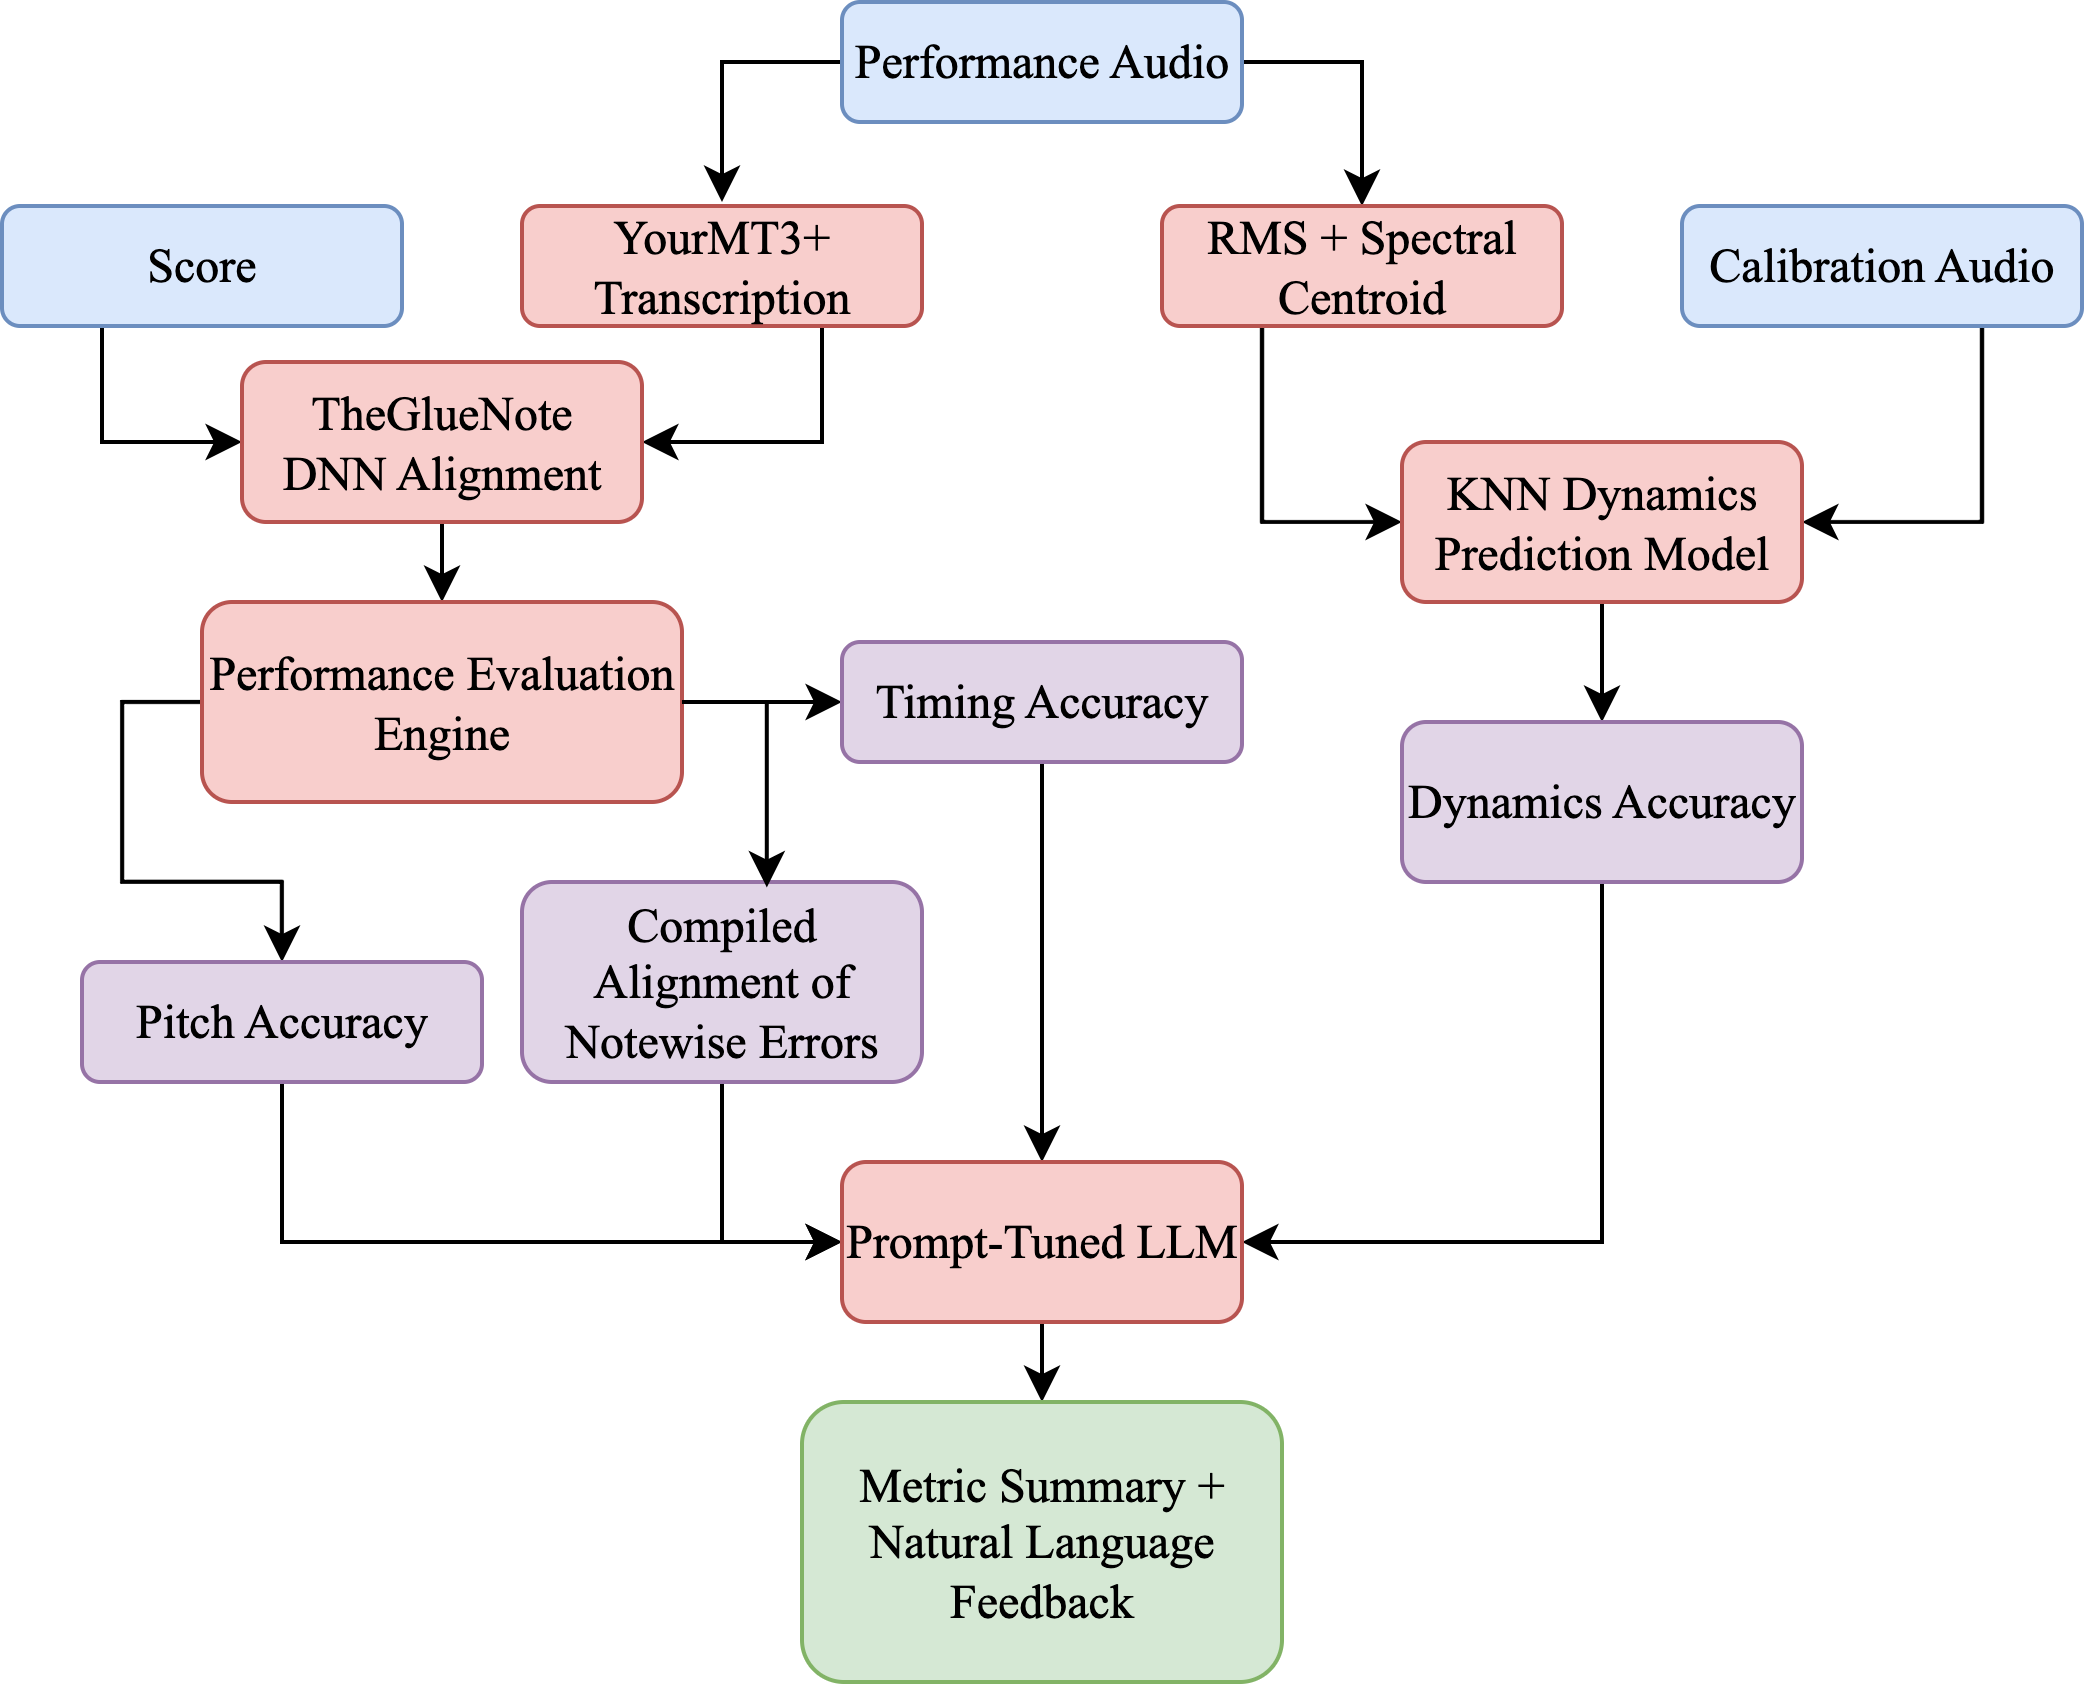 Performance Audio
Score
YourMT3+
Transcription
RMS + Spectral
Centroid
Calibration Audio
TheGlueNote
DNN Alignment
KNN Dynamics
Prediction Model
Performance Evaluation
Engine
Timing Accuracy
Dynamics Accuracy
Compiled
Alignment of
Notewise Errors
Pitch Accuracy
Prompt-Tuned LLM
Metric Summary +
Natural Language
Feedback